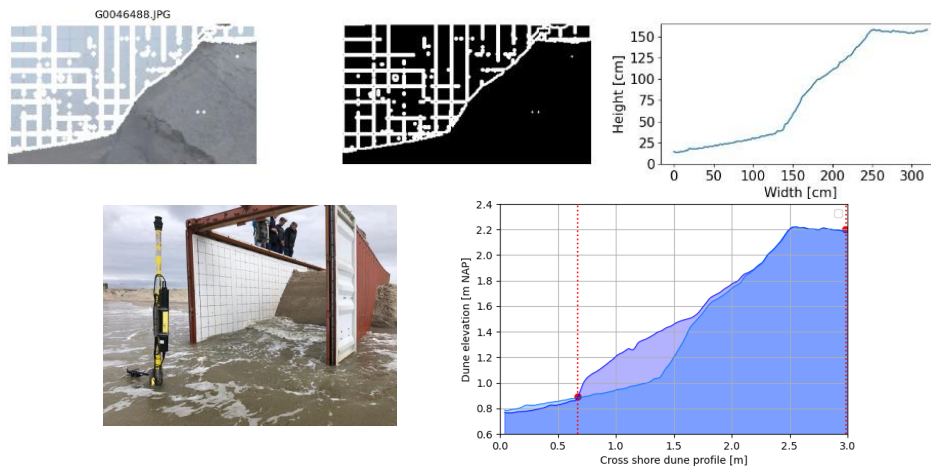 G0046488.JPG
Height [cm]
150
125
100
75
50
25
0
0 50 100 150 200 250 300
Width [cm]
Dune elevation [m NAP]
2.4
2.2
2.0
1.8
1.6
1.4
1.2
1.0
0.8
0.6
0.0 0.5 1.0 1.5 2.0 2.5 3.0
Cross shore dune profile [m]